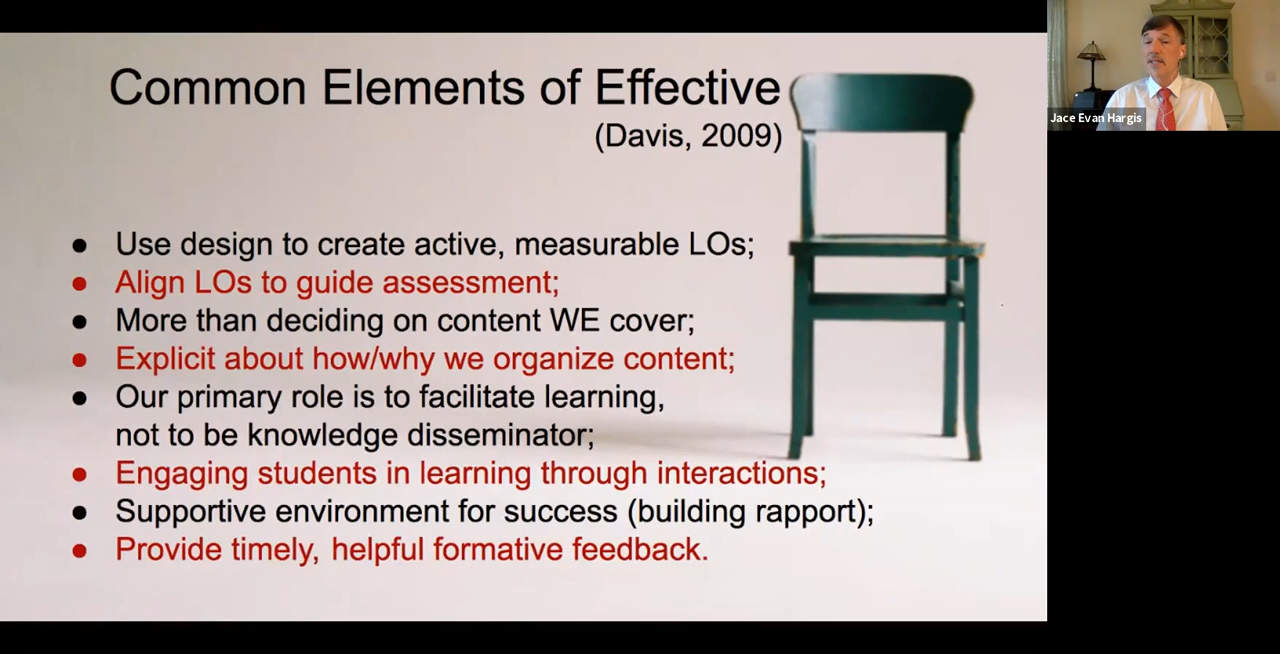 Common Elements of Effective
(Davis, 2009)
● Use design to create active, measurable LOs;
● Align LOs to guide assessment;
● More than deciding on content WE cover;
● Explicit about how/why we organize content;
● Our primary role is to facilitate learning,
not to be knowledge disseminator;
● Engaging students in learning through interactions;
● Supportive environment for success (building rapport);
● Provide timely, helpful formative feedback.
Jace Evan Hargis